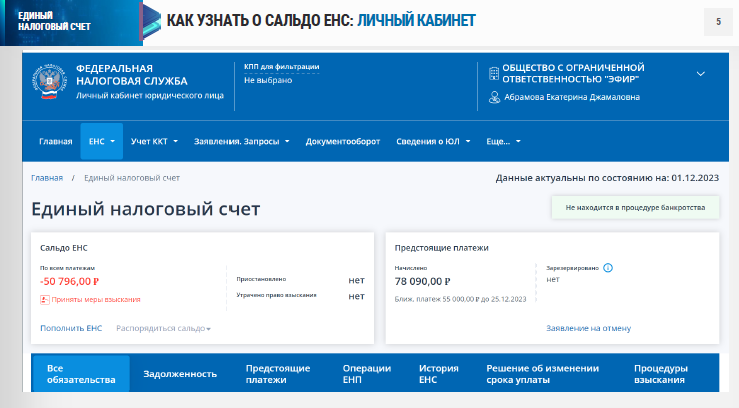 ЕДИНЫЙ
НАЛОГОВЫЙ СЧЕТ
КАК УЗНАТЬ О САЛЬДО ЕНС: ЛИЧНЫЙ КАБИНЕТ
5
ФЕДЕРАЛЬНАЯ
НАЛОГОВАЯ СЛУЖБА
Личный кабинет юридического лица
КПП для фильтрации
Не выбрано
ОБЩЕСТВО С ОГРАНИЧЕННОЙ
ОТВЕТСТВЕННОСТЬЮ "ЭФИР"
Абрамова Екатерина Джамаловна
Главная ЕНС Учет ККТ Заявления. Запросы Документооборот Сведения о ЮЛ Еще...
Главная / Единый налоговый счет
Данные актуальны по состоянию на: 01.12.2023
Единый налоговый счет
Не находится в процедуре банкротства
Сальдо ЕНС
По всем платежам
-50 796,00 ₽
Приняты меры взыскания
Приостановлено нет
Утрачено право взыскания нет
Пополнить ЕНС Распорядиться сальдо
Предстоящие платежи
Начислено
78 090,00 ₽
Ближ. платеж 55 000,00 ₽ до 25.12.2023
Зарезервировано
нет
Заявление на отмену
Все
обязательства
Задолженность
Предстоящие
платежи
Операции
ЕНП
История
ЕНС
Решение об изменении
срока уплаты
Процедуры
взыскания